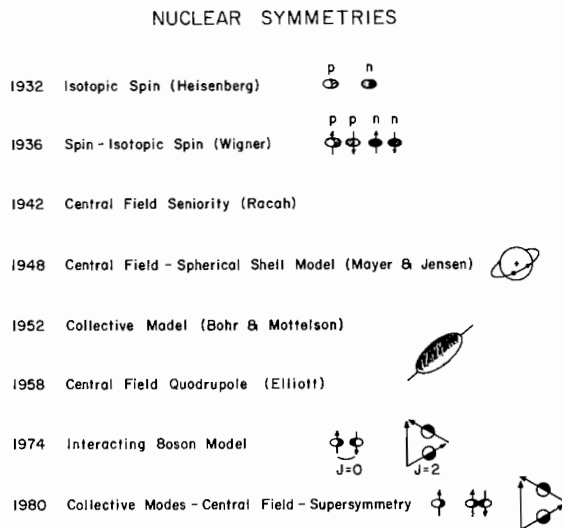 NUCLEAR SYMMETRIES
p n
1932 Isotopic Spin (Heisenberg)
p p n n
1936 Spin - Isotopic Spin (Wigner)
1942 Central Field Seniority (Racah)
1948 Central Field - Spherical Shell Model (Mayer & Jensen)
1952 Collective Madel (Bohr & Mottelson)
1958 Central Field Quodrupole (Elliott)
1974 Interacting Boson Model
J=0 J=2
1980 Collective Modes - Central Field - Supersymmetry